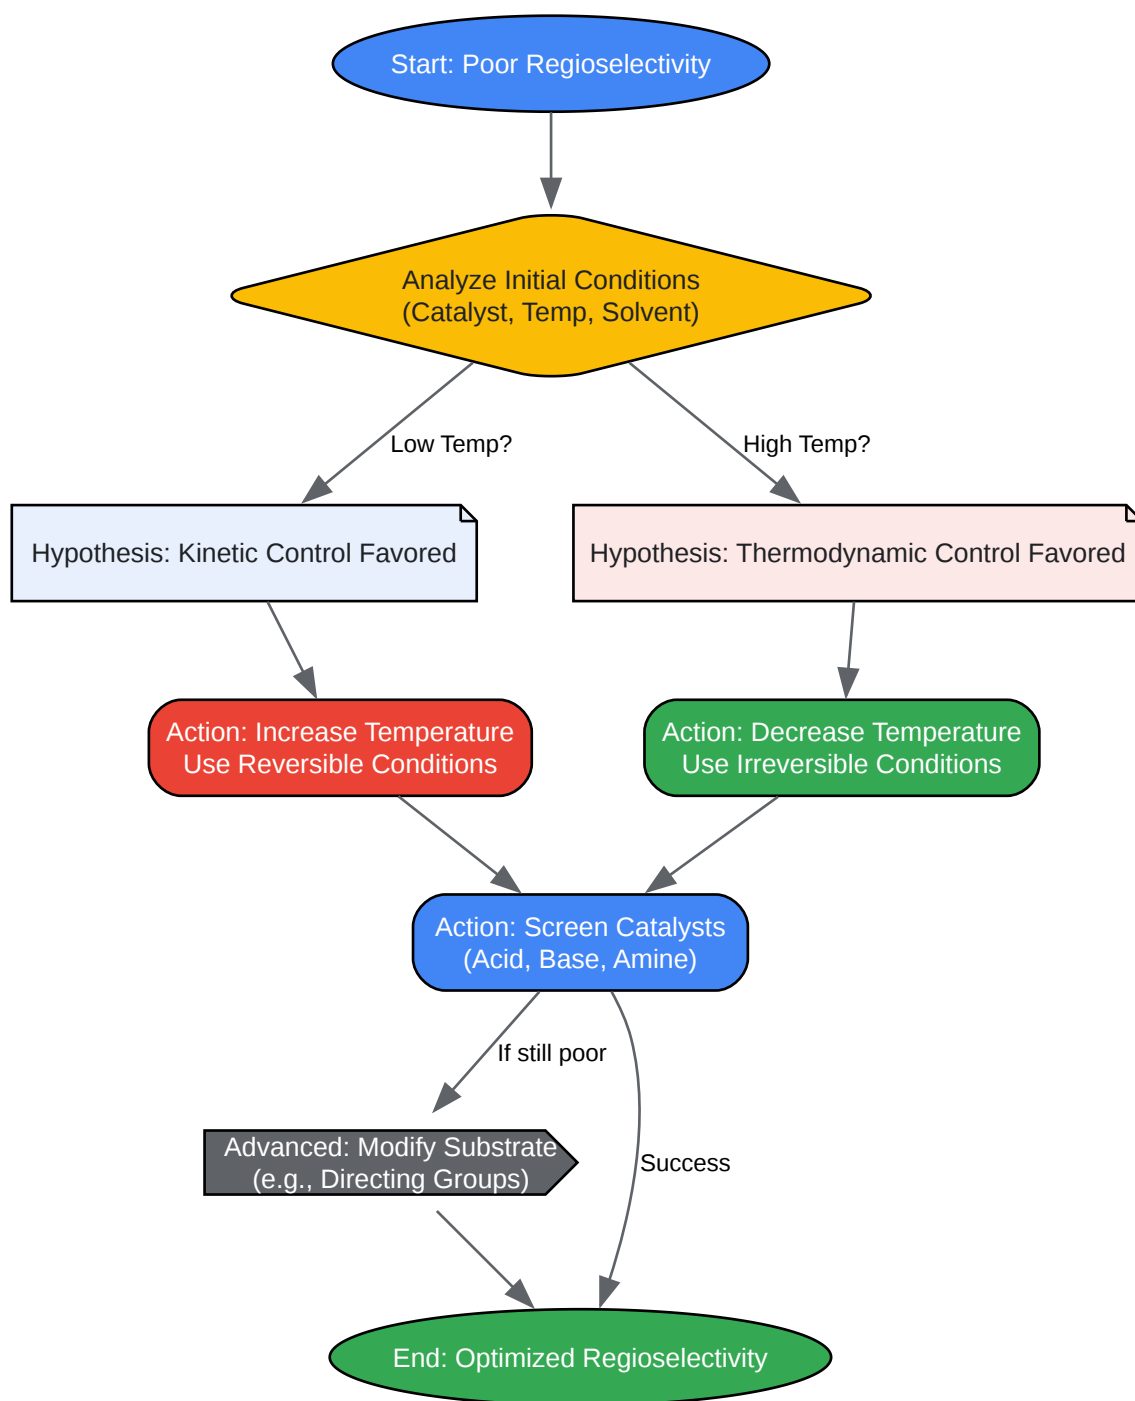 Start: Poor Regioselectivity
Analyze Initial Conditions
(Catalyst, Temp, Solvent)
Low Temp?
High Temp?
Hypothesis: Kinetic Control Favored
Hypothesis: Thermodynamic Control Favored
Action: Increase Temperature
Use Reversible Conditions
Action: Decrease Temperature
Use Irreversible Conditions
Action: Screen Catalysts
(Acid, Base, Amine)
If still poor
Advanced: Modify Substrate
(e.g., Directing Groups)
Success
End: Optimized Regioselectivity